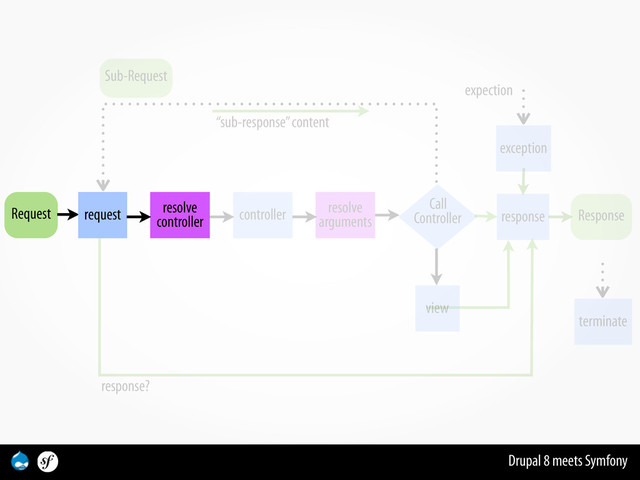 Sub-Request
expection
"sub-response" content
exception
Request
request
resolve
controller
controller
resolve
arguments
Call
Controller
response
Response
view
terminate
response?
sf
Drupal 8 meets Symfony